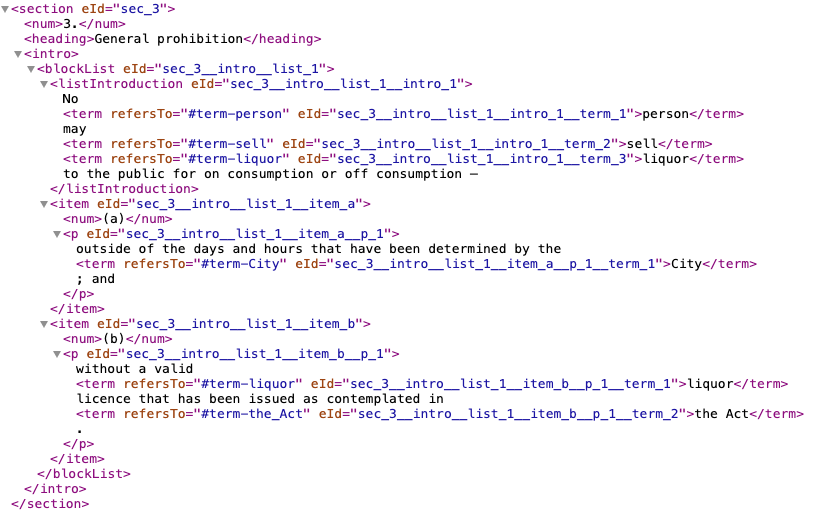 <section eId="sec_3">
<num>3.</num>
<heading>General prohibition</heading>
<intro>
<blockList eId="sec_3__intro__list_1">
<listIntroduction eId="sec_3__intro__list_1__intro_1">
No
<term refersTo="#term-person" eId="sec_3__intro__list_1__intro_1__term_1">person</term>
may
<term refersTo="#term-sell" eId="sec_3__intro__list_1__intro_1__term_2">sell</term>
<term refersTo="#term-liquor" eId="sec_3__intro__list_1__intro_1__term_3">liquor</term>
to the public for on consumption or off consumption —
</listIntroduction>
<item eId="sec_3__intro__list_1__item_a">
<num>(a)</num>
<p eId="sec_3__intro__list_1__item_a__p_1">
outside of the days and hours that have been determined by the
<term refersTo="#term-City" eId="sec_3__intro__list_1__item_a__p_1__term_1">City</term>
; and
</p>
</item>
<item eId="sec_3__intro__list_1__item_b">
<num>(b)</num>
<p eId="sec_3__intro__list_1__item_b__p_1">
without a valid
<term refersTo="#term-liquor" eId="sec_3__intro__list_1__item_b__p_1__term_1">liquor</term>
licence that has been issued as contemplated in
<term refersTo="#term-the_Act" eId="sec_3__intro__list_1__item_b__p_1__term_2">the Act</term>
.
</p>
</item>
</blockList>
</intro>
</section>